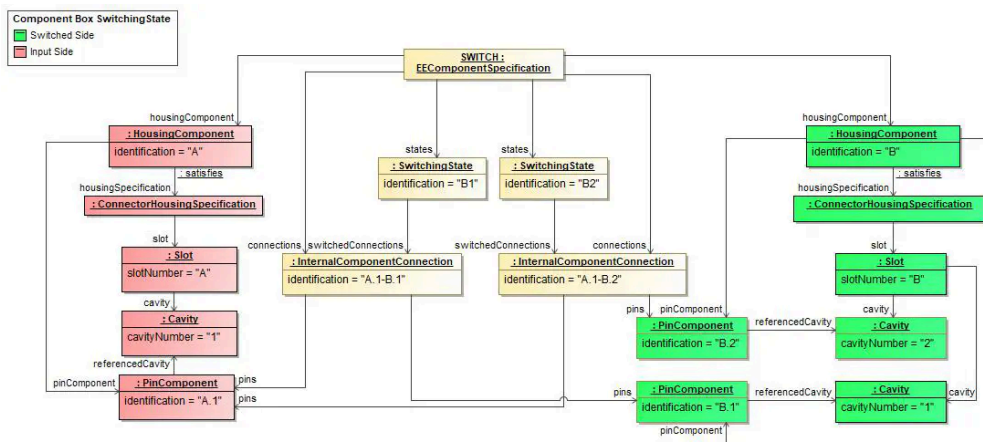 Component Box SwitchingState
Switched Side
Input Side
SWITCH :
EEComponentSpecification
housingComponent
housingComponent
: HousingComponent
identification = "A"
: HousingComponent
identification = "B"
states
states
: satisfies
: satisfies
: SwitchingState
identification = "B1"
: SwitchingState
identification = "B2"
housingSpecification
housingSpecification
: ConnectorHousingSpecification
: ConnectorHousingSpecification
slot
connections
switchedConnections
switchedConnections
connections
slot
: Slot
slotNumber = "A"
: InternalComponentConnection
identification = "A.1-B.1"
: InternalComponentConnection
identification = "A.1-B.2"
: Slot
slotNumber = "B"
cavity
pins
pinComponent
cavity
: Cavity
cavityNumber = "1"
: PinComponent
identification = "B.2"
referencedCavity
: Cavity
cavityNumber = "2"
referencedCavity
pinComponent
: PinComponent
identification = "A.1"
pins
pins
pins
: PinComponent
identification = "B.1"
referencedCavity
: Cavity
cavityNumber = "1"
cavity
pinComponent